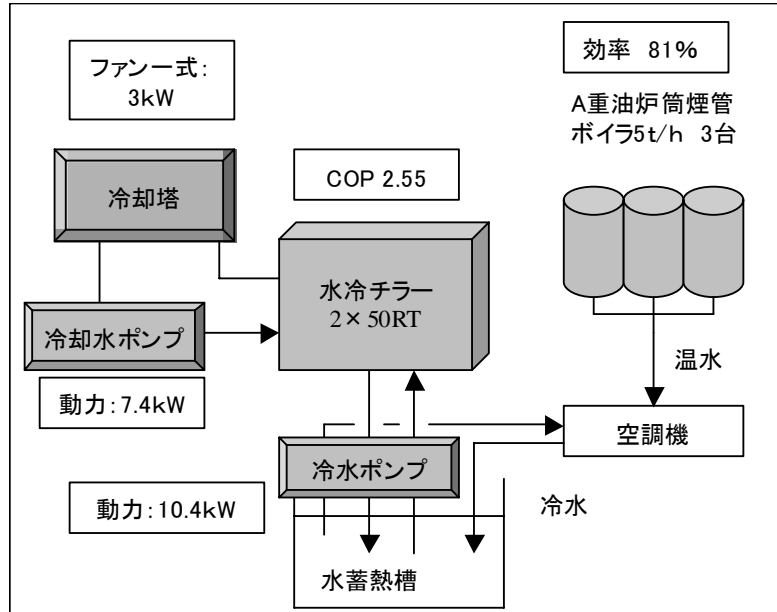 ファン一式:
3kW
効率 81%
A重油炉筒煙管
ボイラ5t/h 3台
冷却塔
COP 2.55
水冷チラー
2×50RT
冷却水ポンプ
動力:7.4kW
温水
空調機
冷水ポンプ
動力:10.4kW
冷水
水蓄熱槽